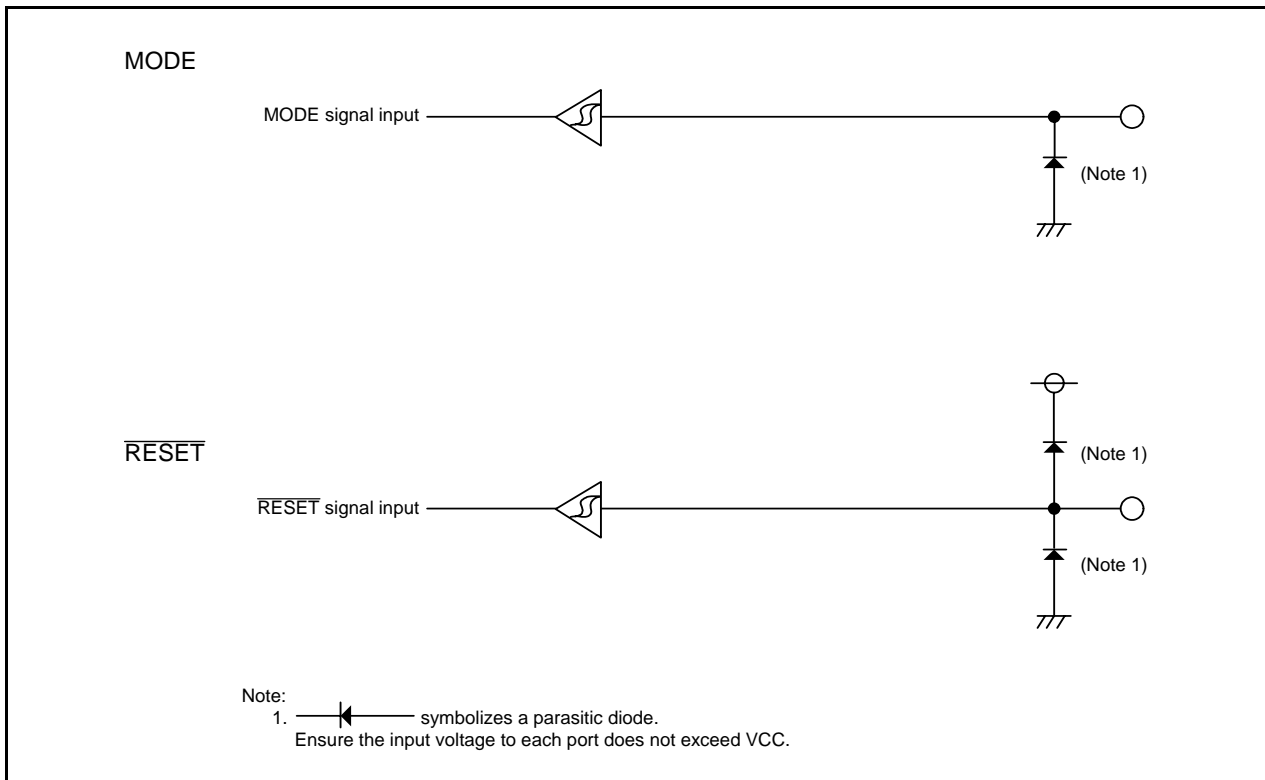 MODE
MODE signal input
(Note 1)
(Note 1)
RESET
RESET signal input
(Note 1)
Note:
1. symbolizes a parasitic diode.
Ensure the input voltage to each port does not exceed VCC.